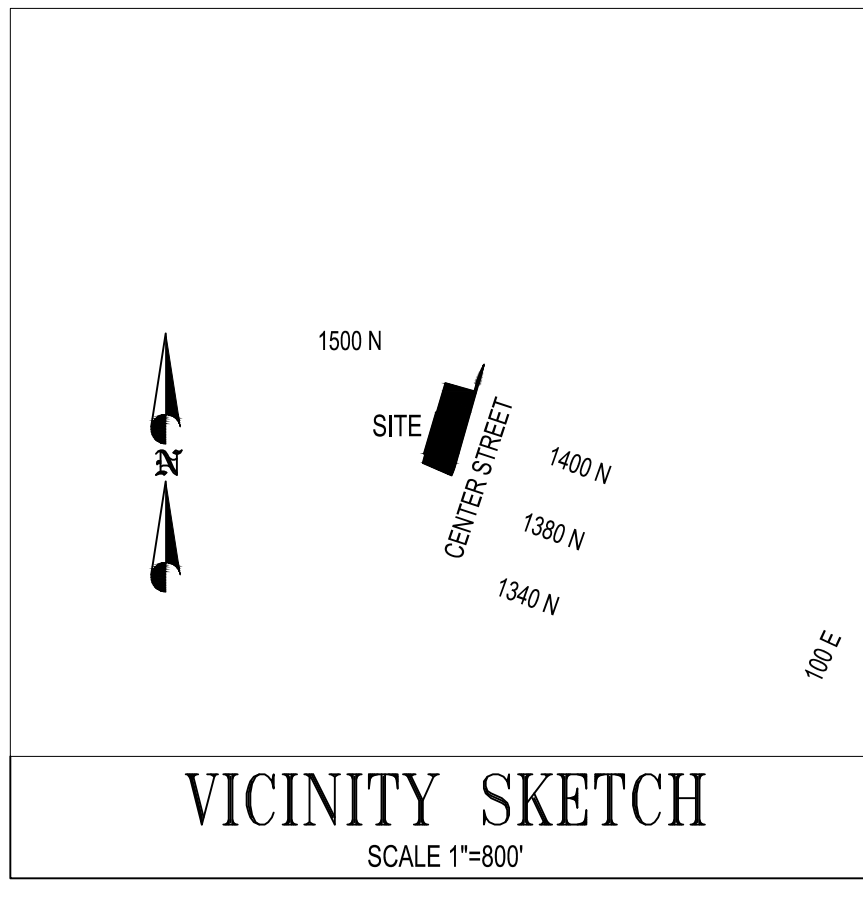 1500 N
SITE
CENTER STREET
1400 N
1380 N
1340 N
N
100 E
VICINITY SKETCH
SCALE 1"=800'